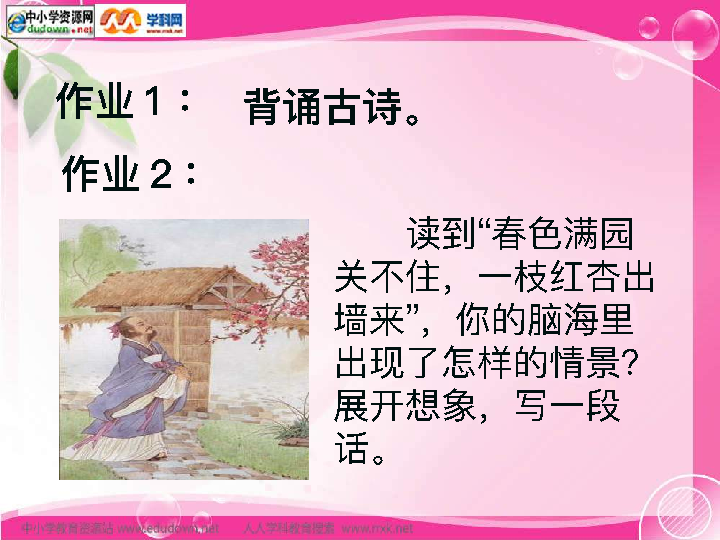 中小学资源网
dudown.net
学科网
www.nxk.net
作业 1：
背诵古诗。
作业 2：
读到“春色满园
关不住，一枝红杏出
墙来”，你的脑海里
出现了怎样的情景?
展开想象，写一段
话。
中小学教育资源站 www.edudown.net 人人学科教育搜索 www.nxk.net